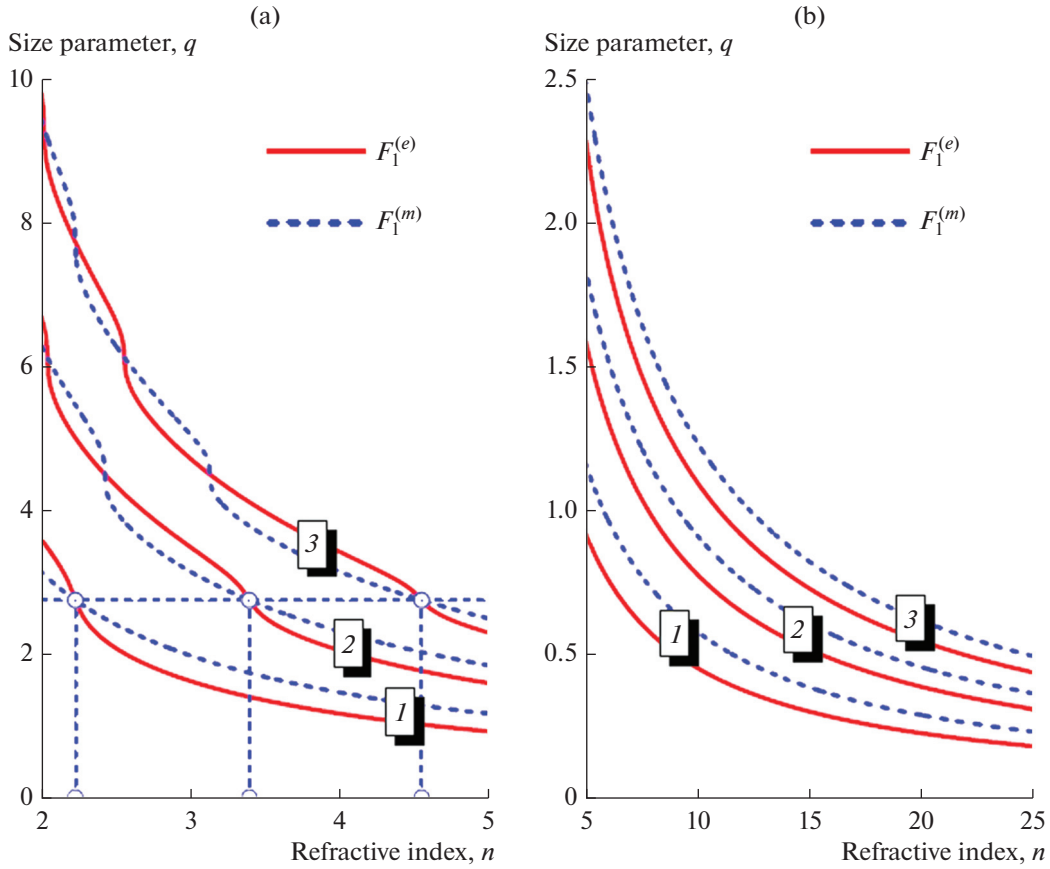 (a)
Size parameter, q
10
8
6
4
2
0
2
3
4
5
Refractive index, n
F₁⁽ᵉ⁾
F₁⁽ᵐ⁾
3
2
1
(b)
Size parameter, q
2.5
2.0
1.5
1.0
0.5
0
5
10
15
20
25
Refractive index, n
F₁⁽ᵉ⁾
F₁⁽ᵐ⁾
1
2
3